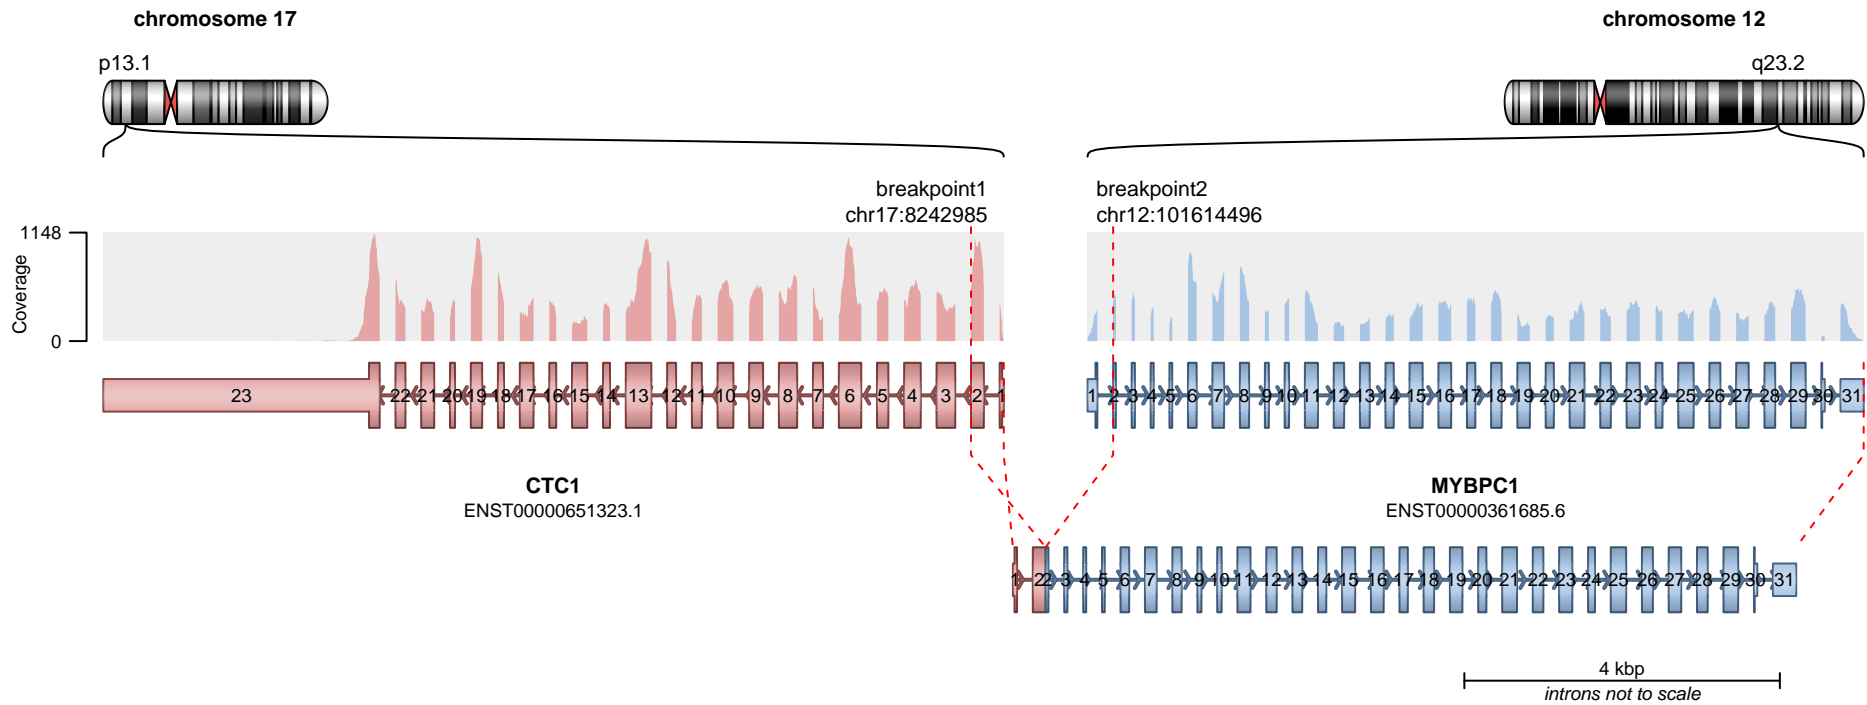 chromosome 17
chromosome 12
p13.1
q23.2
breakpoint1
chr17:8242985
breakpoint2
chr12:101614496
1148
0
Coverage
23 22 21 20 19 18 17 16 15 14 13 12 11 10 9 8 7 6 5 4 3 2 1
1 2 3 4 5 6 7 8 9 10 11 12 13 14 15 16 17 18 19 20 21 22 23 24 25 26 27 28 29 30 31
CTC1
ENST00000651323.1
MYBPC1
ENST00000361685.6
1 2 2 3 4 5 6 7 8 9 10 11 12 13 14 15 16 17 18 19 20 21 22 23 24 25 26 27 28 29 30 31
4 kbp
introns not to scale